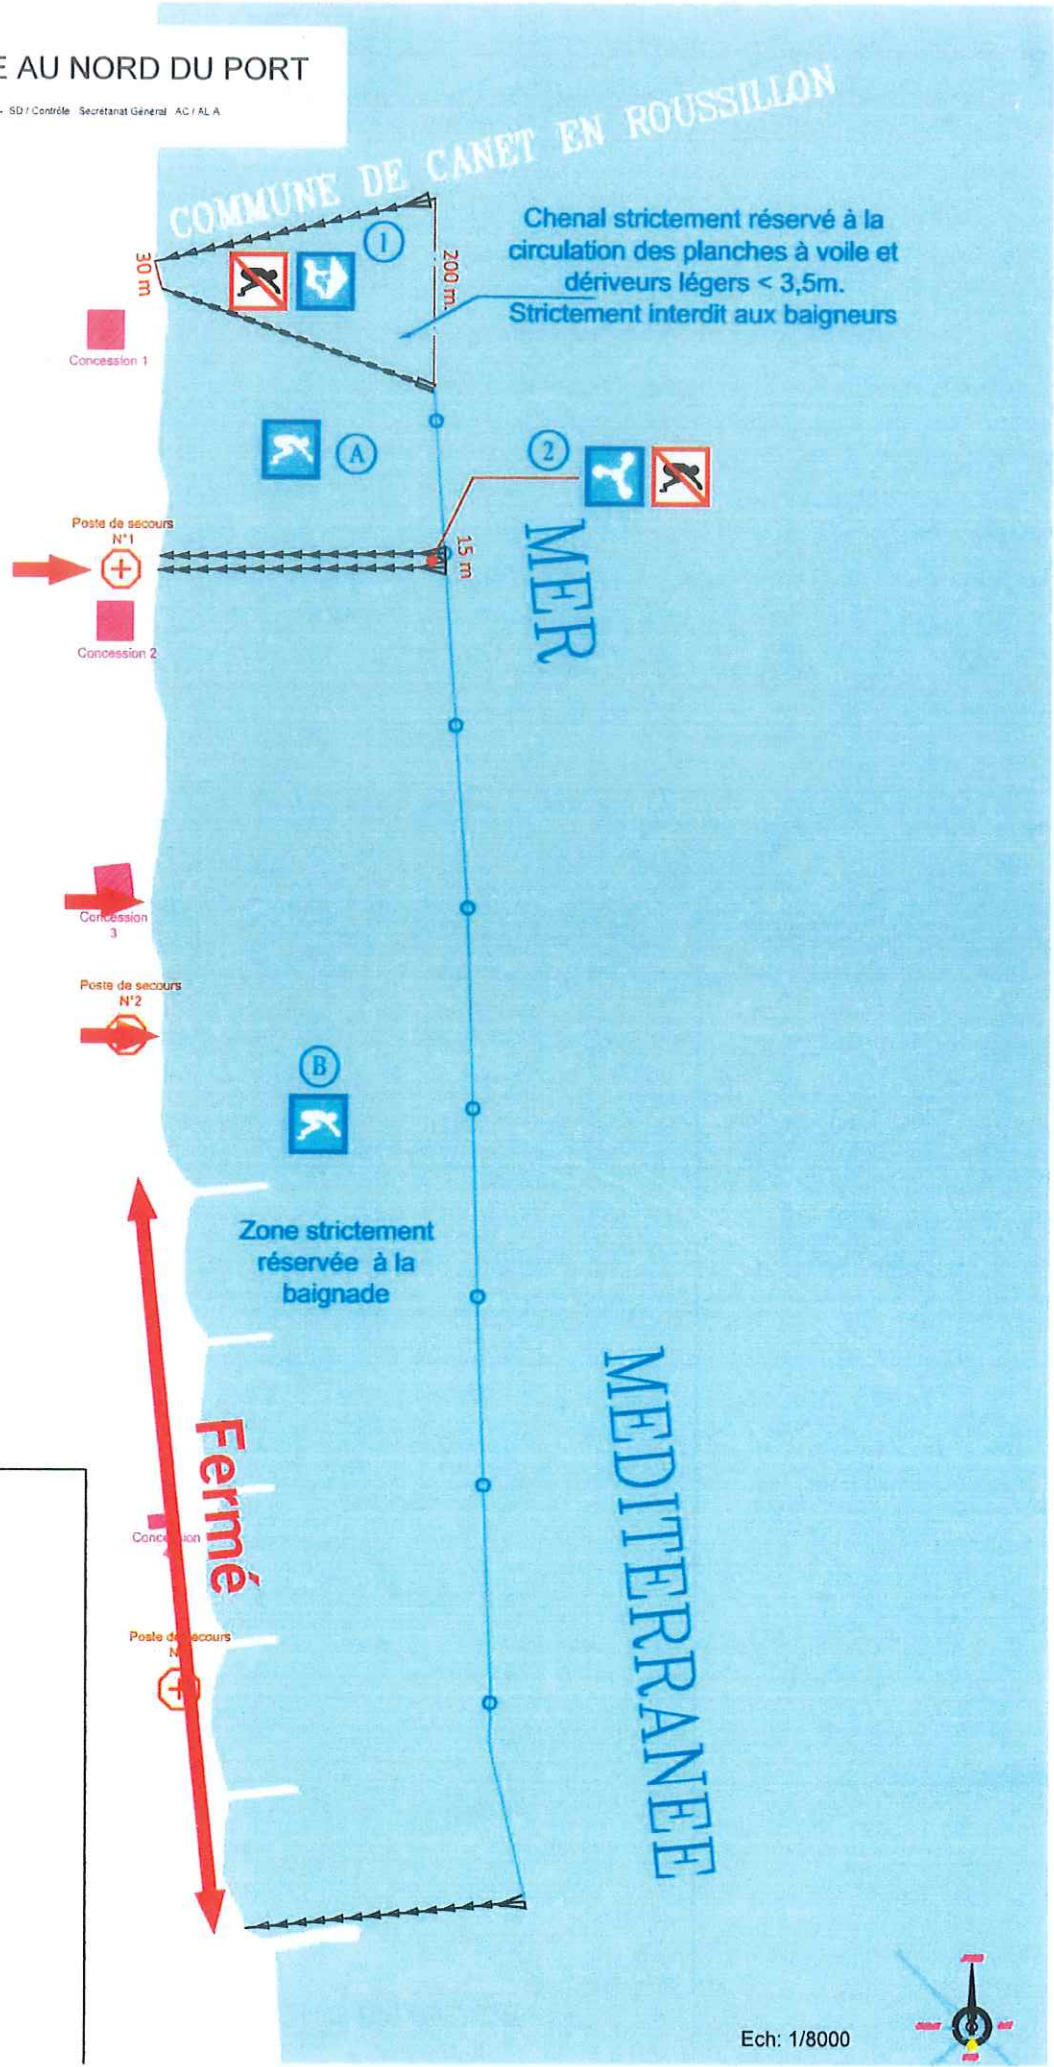 E AU NORD DU PORT
- SD / Contrôle Secrétariat Général AC / AL A
COMMUNE DE CANET EN ROUSSILLON
Chenal strictement réservé à la
circulation des planches à voile et
dériveurs légers < 3,5m.
Strictement interdit aux baigneurs
1
200 m.
30 m
Concession 1
A
2
15 m
Poste de secours
N°1
Concession 2
MER
Concession
3
Poste de secours
N°2
B
Zone strictement
réservée à la
baignade
MEDITERRANEE
Fermé
Poste de secours
Ech: 1/8000